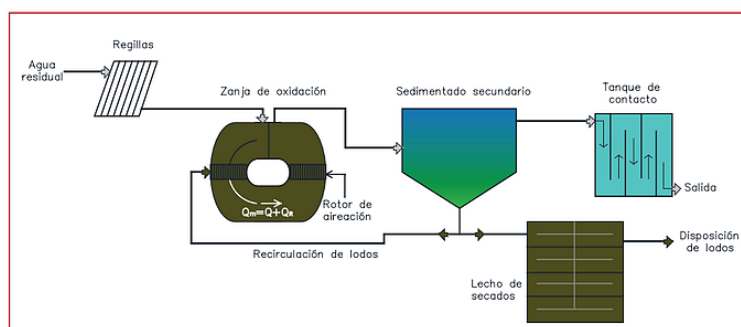 Regillas
Agua
residual
Zanja de oxidación
Sedimentado secundario
Tanque de
contacto
Qm=Q+QR
Rotor de
aireación
Salida
Recirculación de lodos
Lecho de
secados
Disposición
de lodos